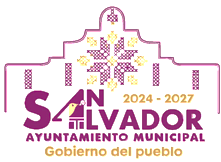 SAN 2024 - 2027
SALVADOR
AYUNTAMIENTO MUNICIPAL
Gobierno del pueblo